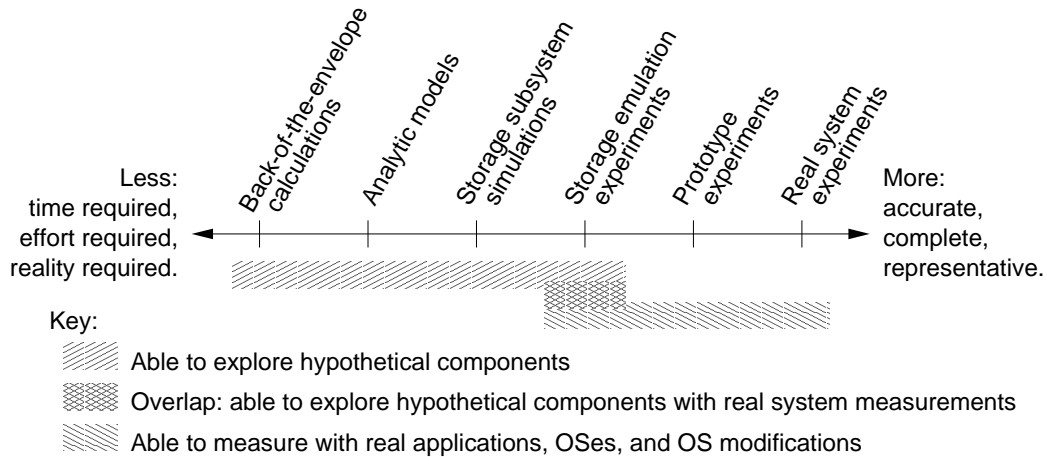 Back-of-the-envelope
calculations
Analytic models
Storage subsystem
simulations
Storage emulation
experiments
Prototype
experiments
Real system
experiments
Less:
time required,
effort required,
reality required.
More:
accurate,
complete,
representative.
Key:
Able to explore hypothetical components
Overlap: able to explore hypothetical components with real system measurements
Able to measure with real applications, OSes, and OS modifications